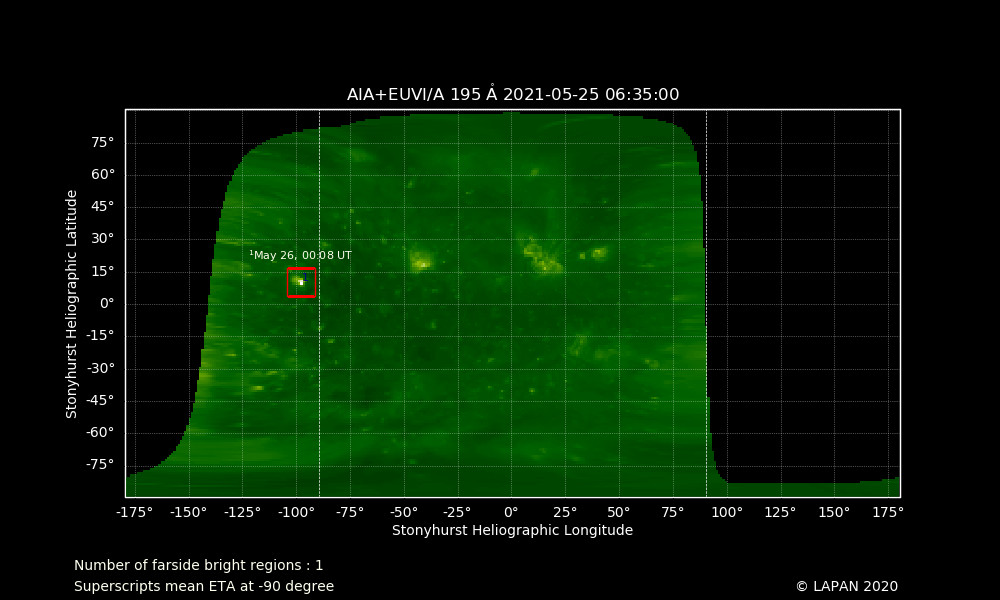 AIA+EUVI/A 195 Å 2021-05-25 06:35:00
75°
60°
45°
30°
15°
0°
-15°
-30°
-45°
-60°
-75°
Stonyhurst Heliographic Latitude
¹May 26, 00:08 UT
-175° -150° -125° -100° -75° -50° -25° 0° 25° 50° 75° 100° 125° 150° 175°
Stonyhurst Heliographic Longitude
Number of farside bright regions : 1
Superscripts mean ETA at -90 degree
© LAPAN 2020